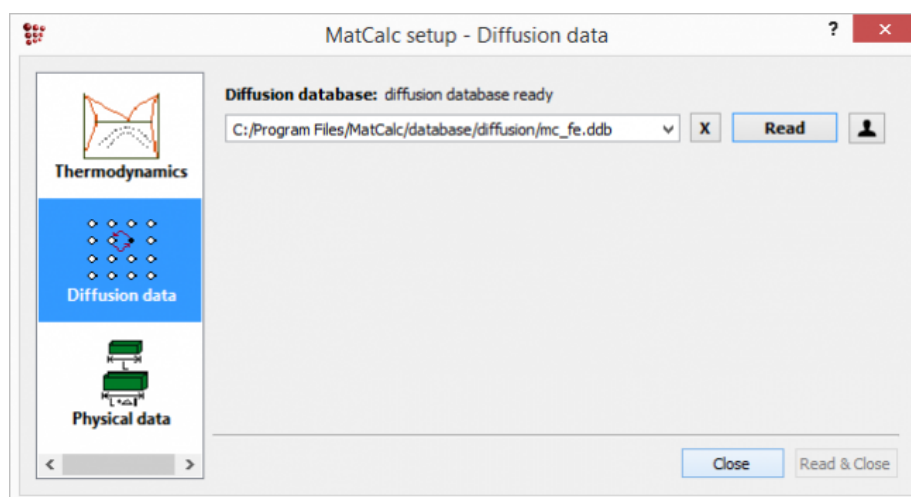 MatCalc setup - Diffusion data
?
x
Thermodynamics
Diffusion data
Physical data
Diffusion database: diffusion database ready
C:/Program Files/MatCalc/database/diffusion/mc_fe.ddb
X
Read
Close
Read & Close